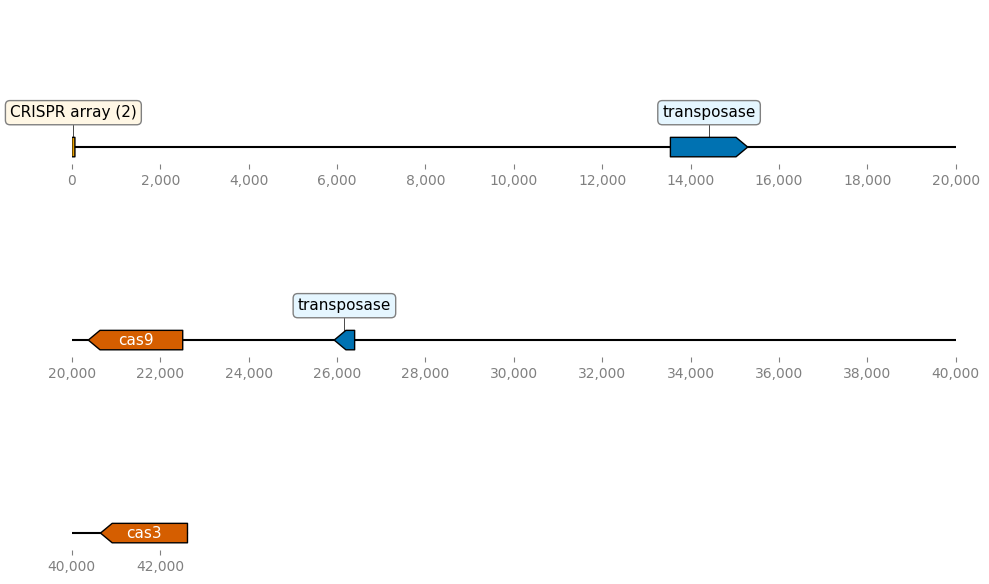 CRISPR array (2) transposase
0 2,000 4,000 6,000 8,000 10,000 12,000 14,000 16,000 18,000 20,000
transposase
cas9
20,000 22,000 24,000 26,000 28,000 30,000 32,000 34,000 36,000 38,000 40,000
cas3
40,000 42,000